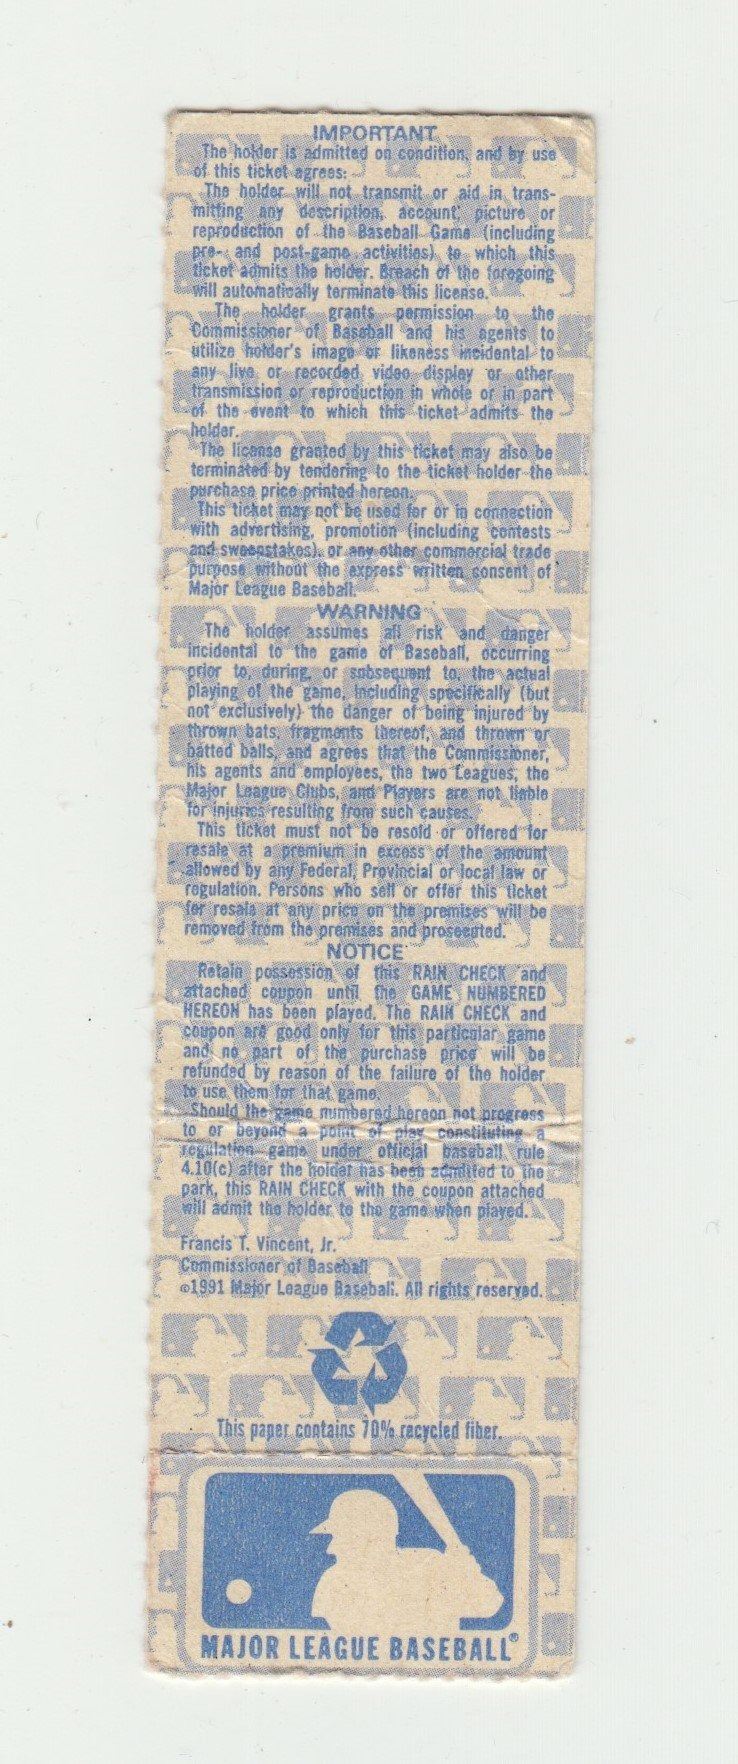 IMPORTANT
The holder is admitted on condition, and by use
of this ticket agrees:
The holder will not transmit or aid in trans-
mitting any description, account, picture or
reproduction of the Baseball Game (including
pre- and post-game activities) to which this
ticket admits the holder. Breach of the foregoing
will automatically terminate this license.
The holder grants permission to the
Commissioner of Baseball and his agents to
utilize holder's image or likeness incidental to
any live or recorded video display or other
transmission or reproduction in whole or in part
of the event to which this ticket admits the
holder.
The license granted by this ticket may also be
terminated by tendering to the ticket holder the
purchase price printed hereon.
This ticket may not be used for or in connection
with advertising, promotion (including contests
and sweepstakes), or any other commercial trade
purpose without the express written consent of
Major League Baseball.
WARNING
The holder assumes all risk and danger
incidental to the game of Baseball, occurring
prior to, during, or subsequent to, the actual
playing of the game, including specifically (but
not exclusively) the danger of being injured by
thrown bats, fragments thereof, and thrown or
batted balls, and agrees that the Commissioner,
his agents and employees, the two Leagues, the
Major League Clubs, and Players are not liable
for injuries resulting from such causes.
This ticket must not be resold or offered for
resale at a premium in excess of the amount
allowed by any Federal, Provincial or local law or
regulation. Persons who sell or offer this ticket
for resale at any price on the premises will be
removed from the premises and prosecuted.
NOTICE
Retain possession of this RAIN CHECK and
attached coupon until the GAME NUMBERED
HEREON has been played. The RAIN CHECK and
coupon are good only for this particular game
and no part of the purchase price will be
refunded by reason of the failure of the holder
to use them for that game.
Should the game numbered hereon not progress
to or beyond a point of play constituting a
regulation game under official baseball rule
4.10(c) after the holder has been admitted to the
park, this RAIN CHECK with the coupon attached
will admit the holder to the game when played.
Francis T. Vincent, Jr.
Commissioner of Baseball
©1991 Major League Baseball. All rights reserved.
This paper contains 70% recycled fiber.
MAJOR LEAGUE BASEBALL®